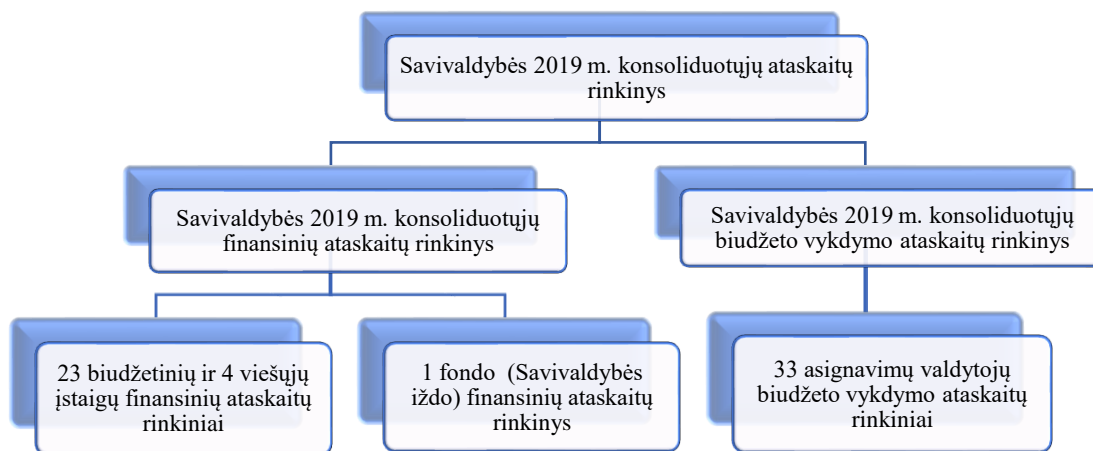 Savivaldybės 2019 m. konsoliduotųjų ataskaitų
rinkinys
Savivaldybės 2019 m. konsoliduotųjų
finansinių ataskaitų rinkinys
Savivaldybės 2019 m. konsoliduotųjų
biudžeto vykdymo ataskaitų rinkinys
23 biudžetinių ir 4 viešųjų
įstaigų finansinių ataskaitų
rinkiniai
1 fondo (Savivaldybės
iždo) finansinių ataskaitų
rinkinys
33 asignavimų valdytojų
biudžeto vykdymo ataskaitų
rinkiniai